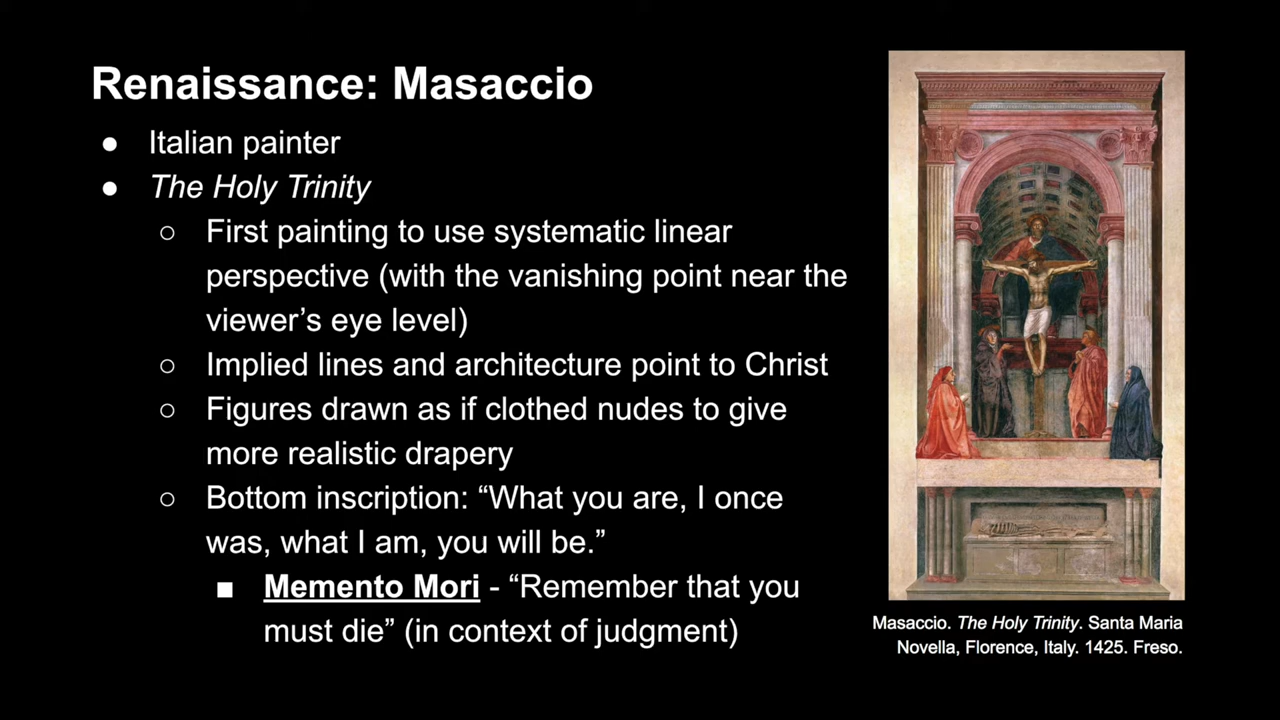 Renaissance: Masaccio
● Italian painter
● The Holy Trinity
○ First painting to use systematic linear
perspective (with the vanishing point near the
viewer’s eye level)
○ Implied lines and architecture point to Christ
○ Figures drawn as if clothed nudes to give
more realistic drapery
○ Bottom inscription: “What you are, I once
was, what I am, you will be.”
■ Memento Mori - “Remember that you
must die” (in context of judgment)
Masaccio. The Holy Trinity. Santa Maria
Novella, Florence, Italy. 1425. Freso.